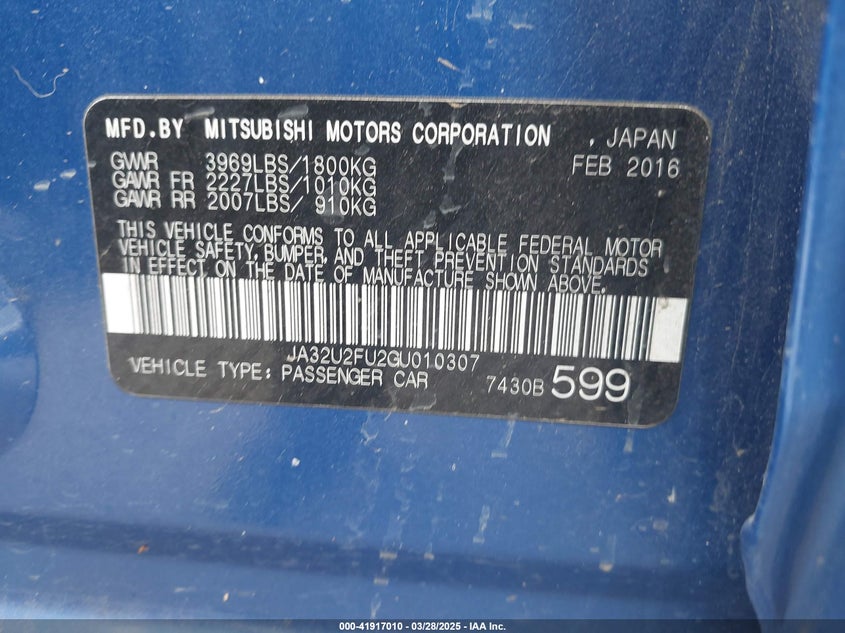 MFD.BY MITSUBISHI MOTORS CORPORATION , JAPAN
GVWR 3969LBS/1800KG FEB 2016
GAWR FR 2227LBS/1010KG
GAWR RR 2007LBS/ 910KG
THIS VEHICLE CONFORMS TO ALL APPLICABLE FEDERAL MOTOR
VEHICLE SAFETY, BUMPER, AND THEFT PREVENTION STANDARDS
IN EFFECT ON THE DATE OF MANUFACTURE SHOWN ABOVE.
JA32U2FU2GU010307
VEHICLE TYPE: PASSENGER CAR 7430B 599
000-41917010 - 03/28/2025 - IAA Inc.